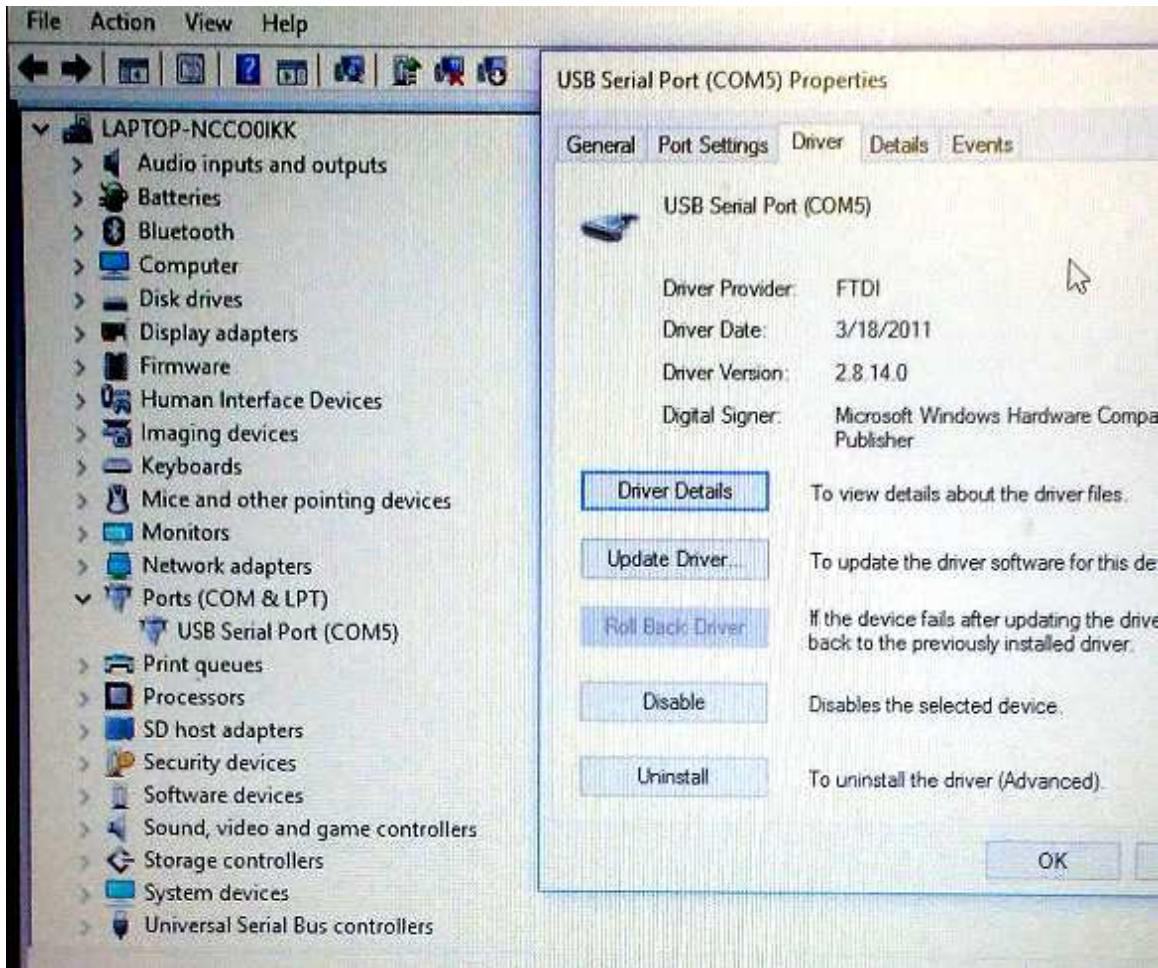 File Action View Help
LAPTOP-NCCO0IKK
Audio inputs and outputs
Batteries
Bluetooth
Computer
Disk drives
Display adapters
Firmware
Human Interface Devices
Imaging devices
Keyboards
Mice and other pointing devices
Monitors
Network adapters
Ports (COM & LPT)
USB Serial Port (COM5)
Print queues
Processors
SD host adapters
Security devices
Software devices
Sound, video and game controllers
Storage controllers
System devices
Universal Serial Bus controllers
USB Serial Port (COM5) Properties
General Port Settings Driver Details Events
USB Serial Port (COM5)
Driver Provider: FTDI
Driver Date: 3/18/2011
Driver Version: 2.8.14.0
Digital Signer: Microsoft Windows Hardware Compa
Publisher
Driver Details To view details about the driver files.
Update Driver... To update the driver software for this de
Roll Back Driver If the device fails after updating the drive
back to the previously installed driver.
Disable Disables the selected device.
Uninstall To uninstall the driver (Advanced).
OK